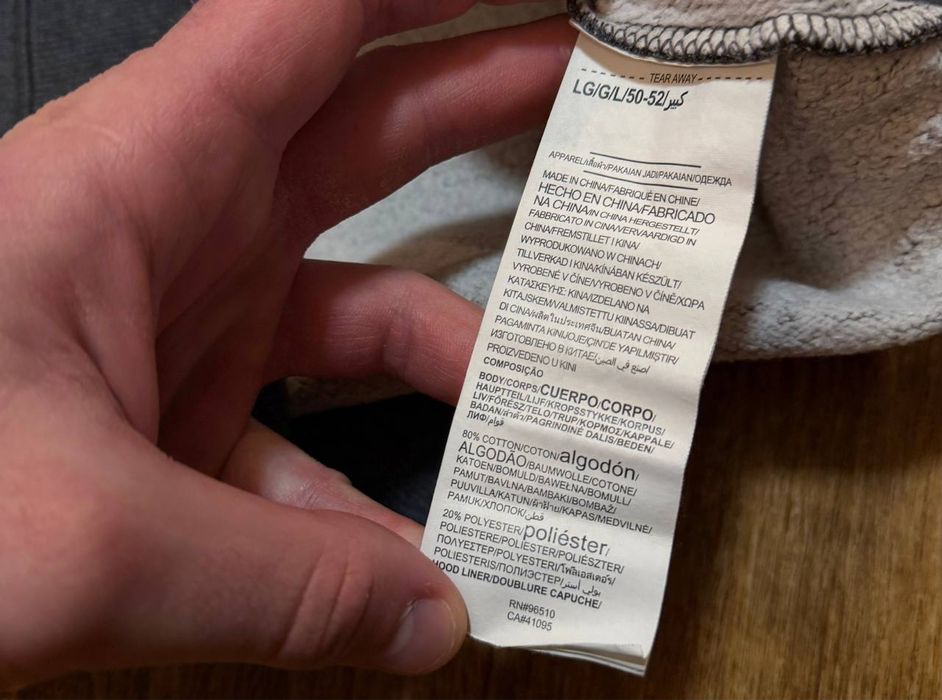 TEAR AWAY
LG/G/L/50-52/كبير
APPAREL/เสื้อผ้า/PAKAIAN JADI/PAKAIAN/ОДЕЖДА
MADE IN CHINA/FABRIQUÉ EN CHINE/
HECHO EN CHINA/FABRICADO
NA CHINA/IN CHINA HERGESTELLT/
FABBRICATO IN CINA/VERVAARDIGD IN
CHINA/FREMSTILLET I KINA/
WYPRODUKOWANO W CHINACH/
TILLVERKAD I KINA/KÍNÁBAN KÉSZÜLT/
VYROBENÉ V ČÍNE/VYROBENO V ČÍNĚ/ΧΩΡΑ
ΚΑΤΑΣΚΕΥΗΣ: ΚΙΝΑ/IZDELANO NA
KITAJSKEM/VALMISTETTU KIINASSA/DIBUAT
DI CINA/ผลิตในประเทศจีน/BUATAN CHINA/
PAGAMINTA KINIJOJE/ÇIN'DE YAPILMIŞTIR/
ИЗГОТОВЛЕНО В КИТАЕ/صنع في الصين/
PROIZVEDENO U KINI
COMPOSIÇÃO
BODY/CORPS/CUERPO/CORPO/
HAUPTTEIL/LIJF/KROPSSTYKKE/KORPUS/
LIV/FÖRÉSZ/TELO/TRUP/ΚΟΡΜΟΣ/KAPPALE/
BADAN/ลำตัว/PAGRINDINĖ DALIS/BEDEN/
ЛИФ/قوام
80% COTTON/COTON/algodón/
ALGODÃO/BAUMWOLLE/COTONE/
KATOEN/BOMULD/BAWEŁNA/BOMULL/
PAMUT/BAVLNA/ΒΑΜΒΑΚΙ/BOMBAŽ/
PUUVILLA/KATUN/ผ้าฝ้าย/KAPAS/MEDVILNĖ/
PAMUK/ХЛОПОК/قطن
20% POLYESTER/poliéster/
POLIESTERE/POLIESTER/POLIÉSZTER/
ΠΟΛΥΕΣΤΕΡ/POLYESTERI/โพลีเอสเตอร์/
POLIESTERIS/ПОЛИЭСТЕР/بولي أستر
HOOD LINER/DOUBLURE CAPUCHE/
RN#96510
CA#41095